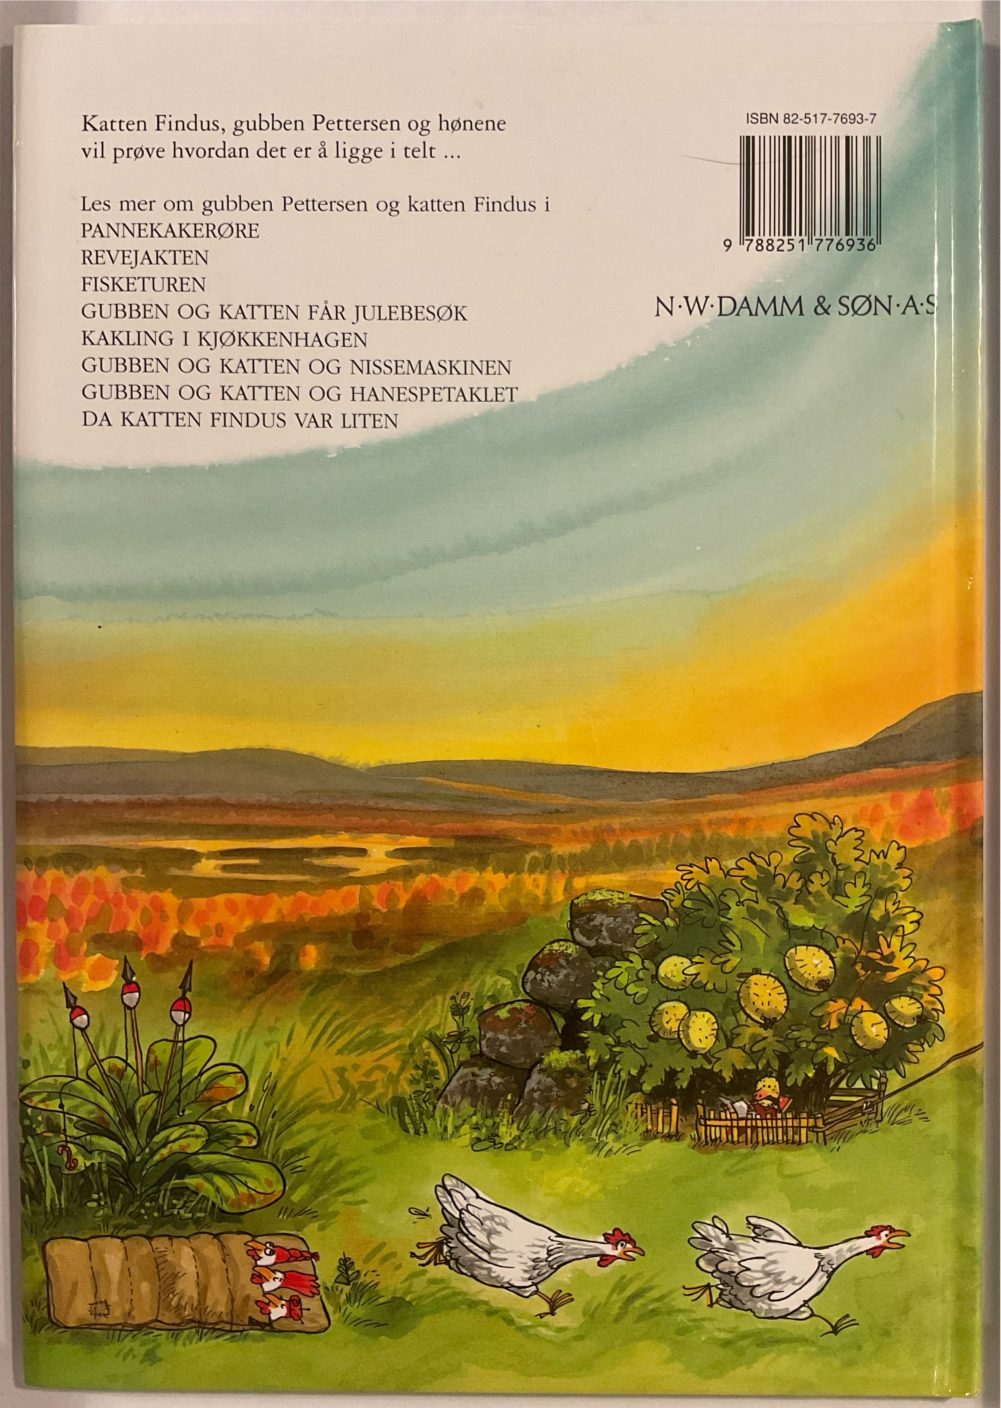 Katten Findus, gubben Pettersen og hønene
vil prøve hvordan det er å ligge i telt ...
Les mer om gubben Pettersen og katten Findus i
PANNEKAKERØRE
REVEJAKTEN
FISKETUREN
GUBBEN OG KATTEN FÅR JULEBESØK
KAKLING I KJØKKENHAGEN
GUBBEN OG KATTEN OG NISSEMASKINEN
GUBBEN OG KATTEN OG HANESPETAKLET
DA KATTEN FINDUS VAR LITEN
ISBN 82-517-7693-7
9 788251 776936
N·W·DAMM & SØN·A·S